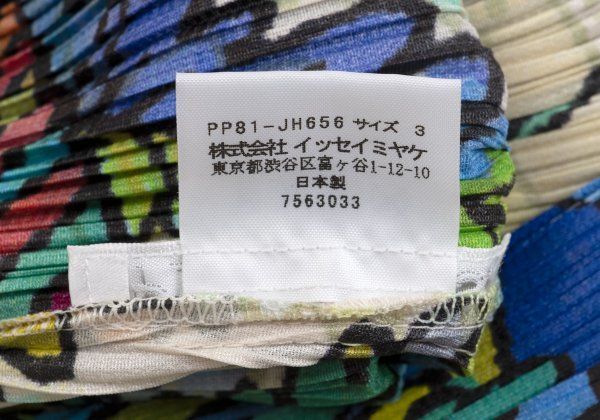 PP81-JH656 サイズ 3
株式会社 イッセイミヤケ
東京都渋谷区富ヶ谷1-12-10
日本製
7563033